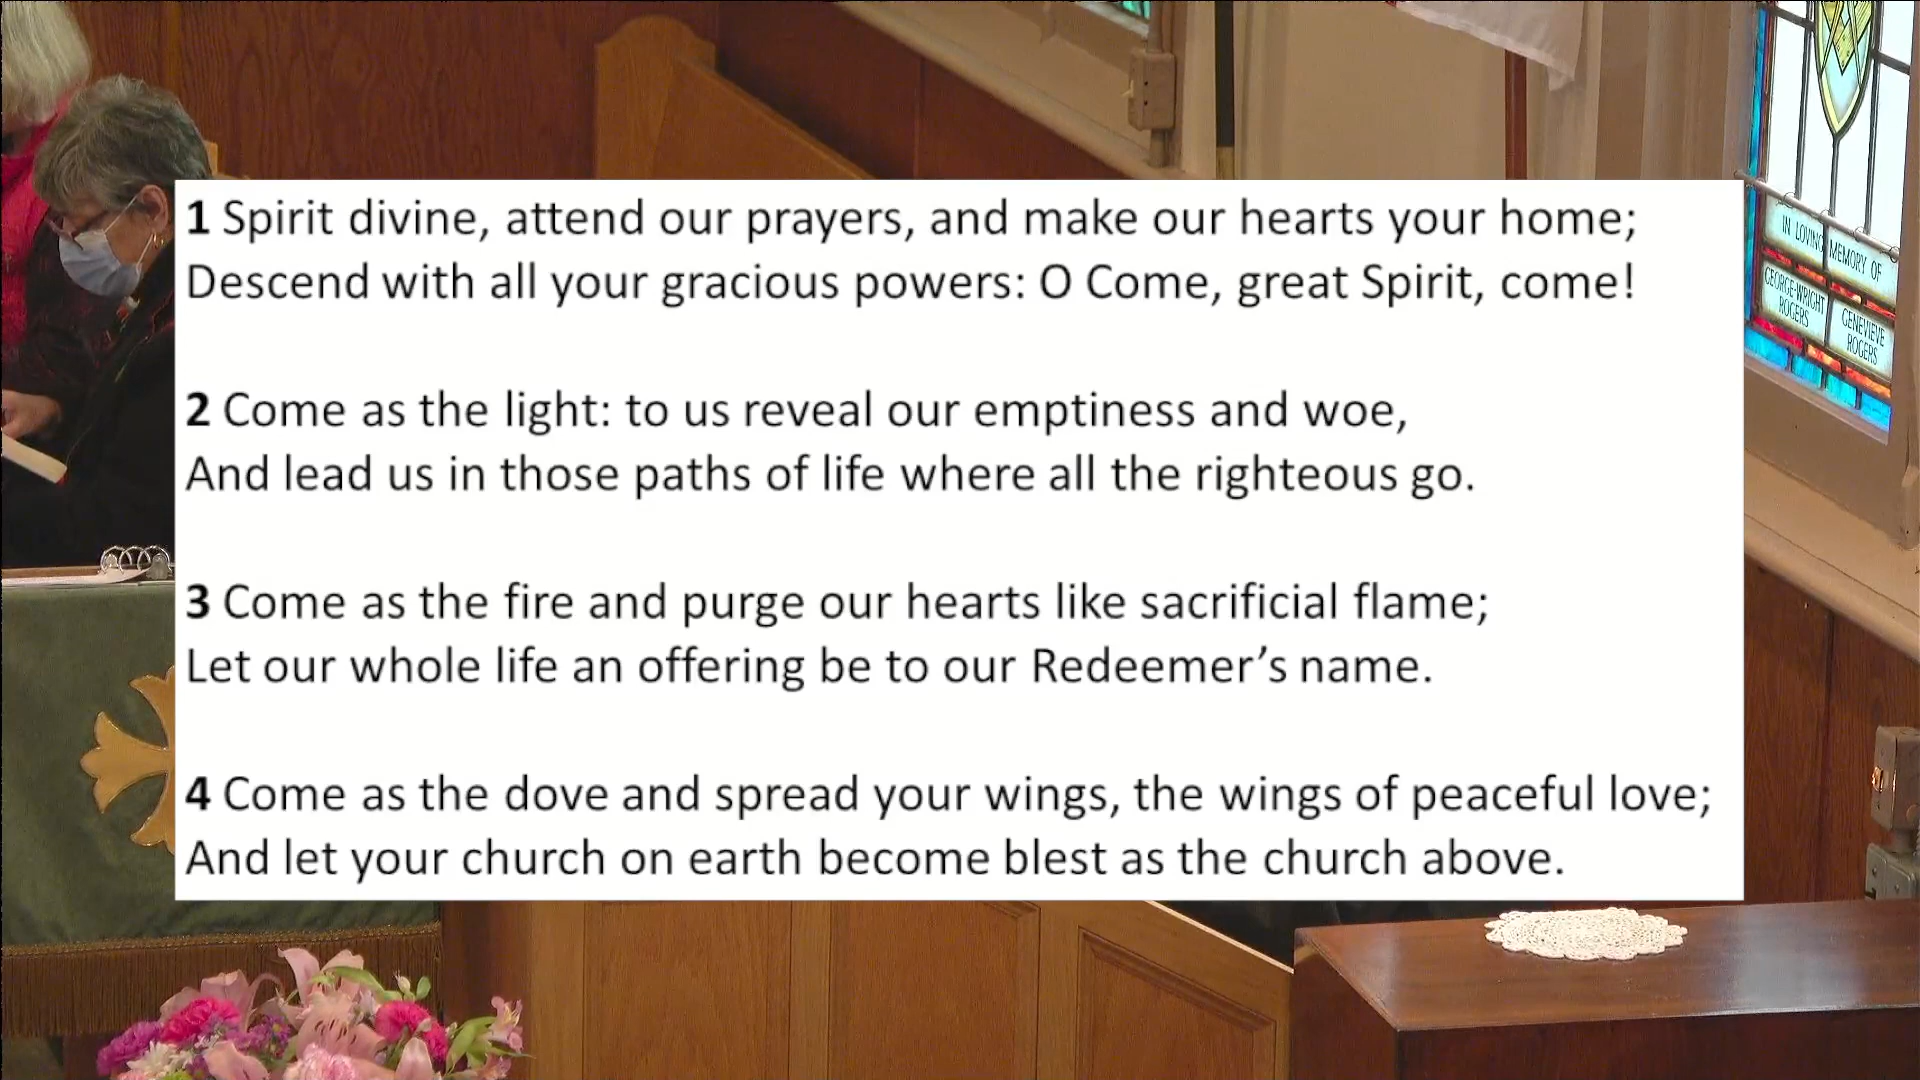 1 Spirit divine, attend our prayers, and make our hearts your home;
Descend with all your gracious powers: O Come, great Spirit, come!
2 Come as the light: to us reveal our emptiness and woe,
And lead us in those paths of life where all the righteous go.
3 Come as the fire and purge our hearts like sacrificial flame;
Let our whole life an offering be to our Redeemer’s name.
4 Come as the dove and spread your wings, the wings of peaceful love;
And let your church on earth become blest as the church above.
IN LOVING MEMORY OF
GEORGE WRIGHT
ROGERS
GENEVIEVE
ROGERS